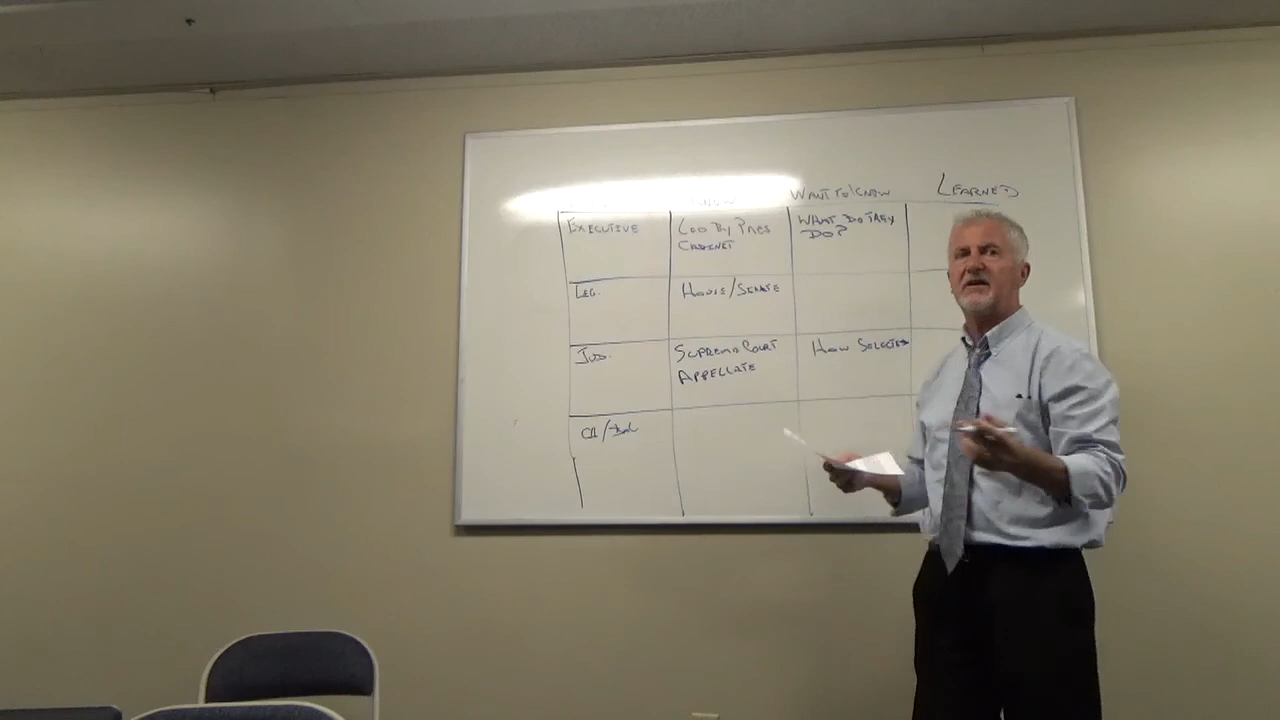 KNOW
WANT TO KNOW
LEARNED
EXECUTIVE
LED BY PRES
CABINET
WHAT DO THEY
DO?
LEG.
HOUSE/SENATE
JUD.
SUPREME COURT
APPELLATE
HOW SELECTED